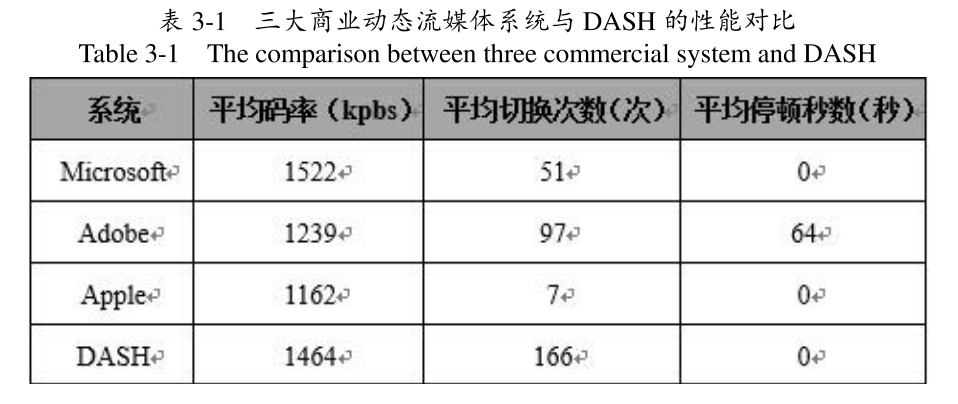 表 3-1 三大商业动态流媒体系统与 DASH 的性能对比
Table 3-1 The comparison between three commercial system and DASH
系统 平均码率（kpbs） 平均切换次数(次) 平均停顿秒数(秒)
Microsoft 1522 51 0
Adobe 1239 97 64
Apple 1162 7 0
DASH 1464 166 0